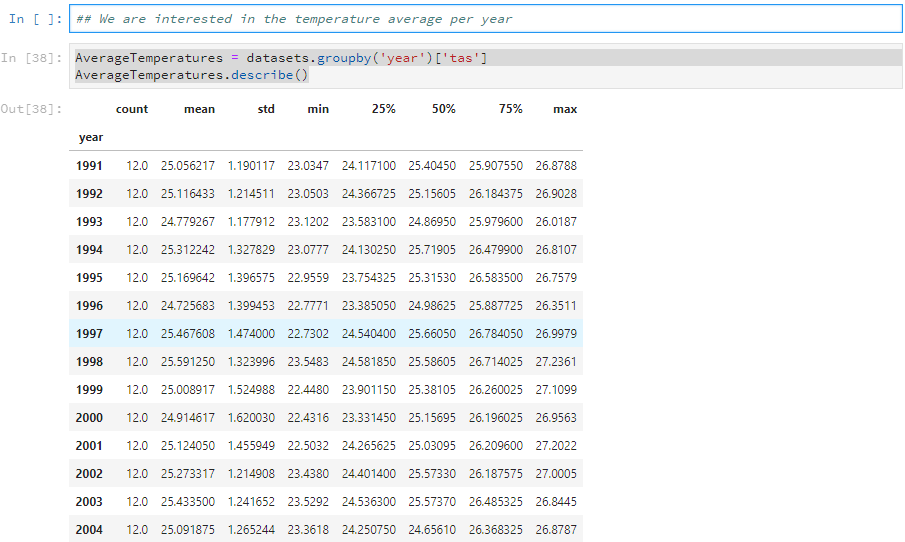 In [ ]: ## We are interested in the temperature average per year
In [38]: AverageTemperatures = datasets.groupby('year')['tas']
AverageTemperatures.describe()
Out[38]: count mean std min 25% 50% 75% max
year
1991 12.0 25.056217 1.190117 23.0347 24.117100 25.40450 25.907550 26.8788
1992 12.0 25.116433 1.214511 23.0503 24.366725 25.15605 26.184375 26.9028
1993 12.0 24.779267 1.177912 23.1202 23.583100 24.86950 25.979600 26.0187
1994 12.0 25.312242 1.327829 23.0777 24.130250 25.71905 26.479900 26.8107
1995 12.0 25.169642 1.396575 22.9559 23.754325 25.31530 26.583500 26.7579
1996 12.0 24.725683 1.399453 22.7771 23.385050 24.98625 25.887725 26.3511
1997 12.0 25.467608 1.474000 22.7302 24.540400 25.66050 26.784050 26.9979
1998 12.0 25.591250 1.323996 23.5483 24.581850 25.58605 26.714025 27.2361
1999 12.0 25.008917 1.524988 22.4480 23.901150 25.38105 26.260025 27.1099
2000 12.0 24.914617 1.620030 22.4316 23.331450 25.15695 26.196025 26.9563
2001 12.0 25.124050 1.455949 22.5032 24.265625 25.03095 26.209600 27.2022
2002 12.0 25.273317 1.214908 23.4380 24.401400 25.57330 26.187575 27.0005
2003 12.0 25.433500 1.241652 23.5292 24.536300 25.57370 26.485325 26.8445
2004 12.0 25.091875 1.265244 23.3618 24.250750 24.65610 26.368325 26.8787